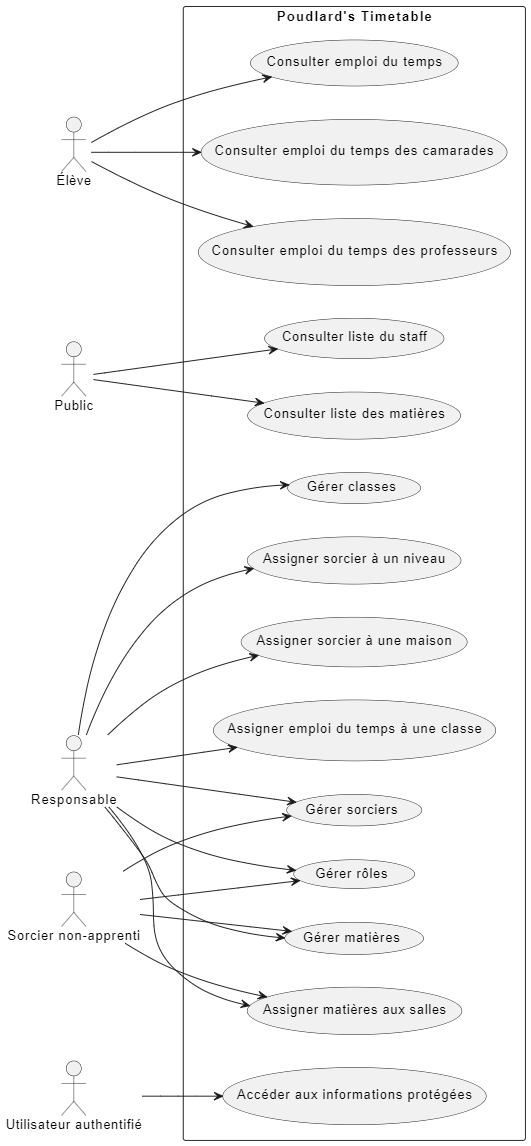 Poudlard's Timetable
Consulter emploi du temps
Consulter emploi du temps des camarades
Élève
Consulter emploi du temps des professeurs
Consulter liste du staff
Public
Consulter liste des matières
Gérer classes
Assigner sorcier à un niveau
Assigner sorcier à une maison
Assigner emploi du temps à une classe
Responsable
Gérer sorciers
Gérer rôles
Sorcier non-apprenti
Gérer matières
Assigner matières aux salles
Accéder aux informations protégées
Utilisateur authentifié